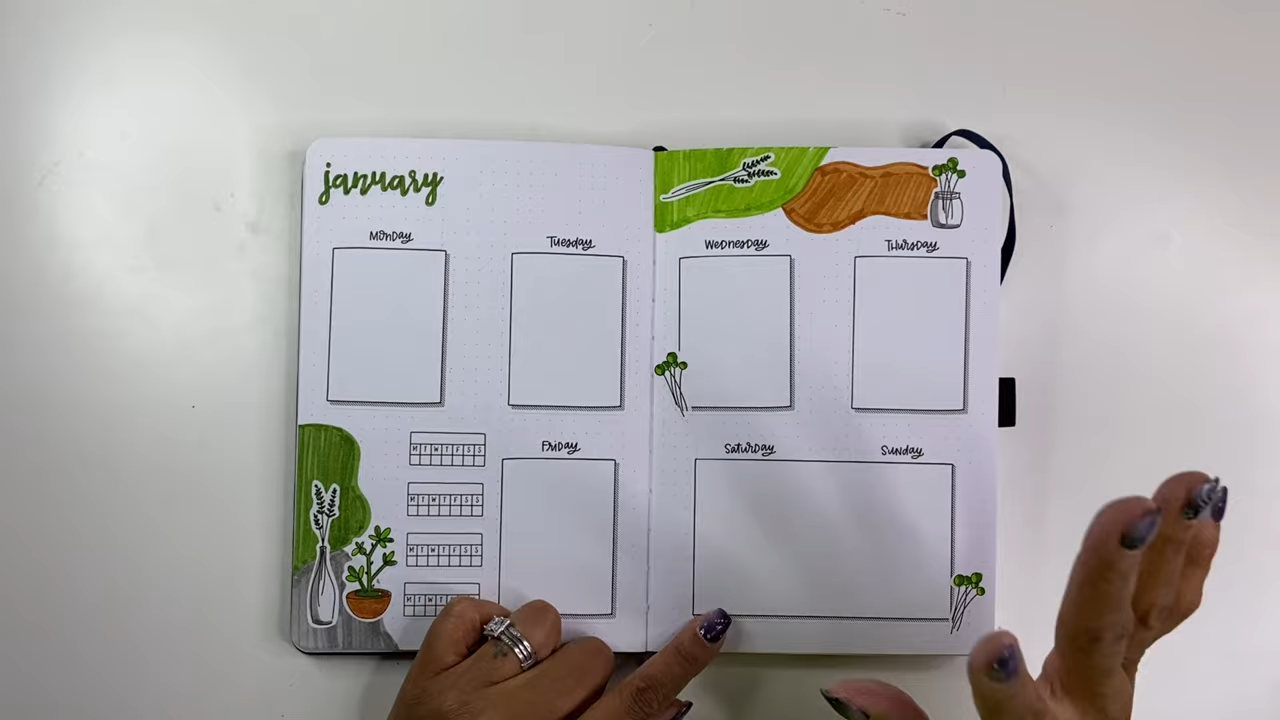 january
Monday
Tuesday
Wednesday
Thursday
Friday
Saturday
Sunday
M T W T F S S
M T W T F S S
M T W T F S S
M T W T F S S